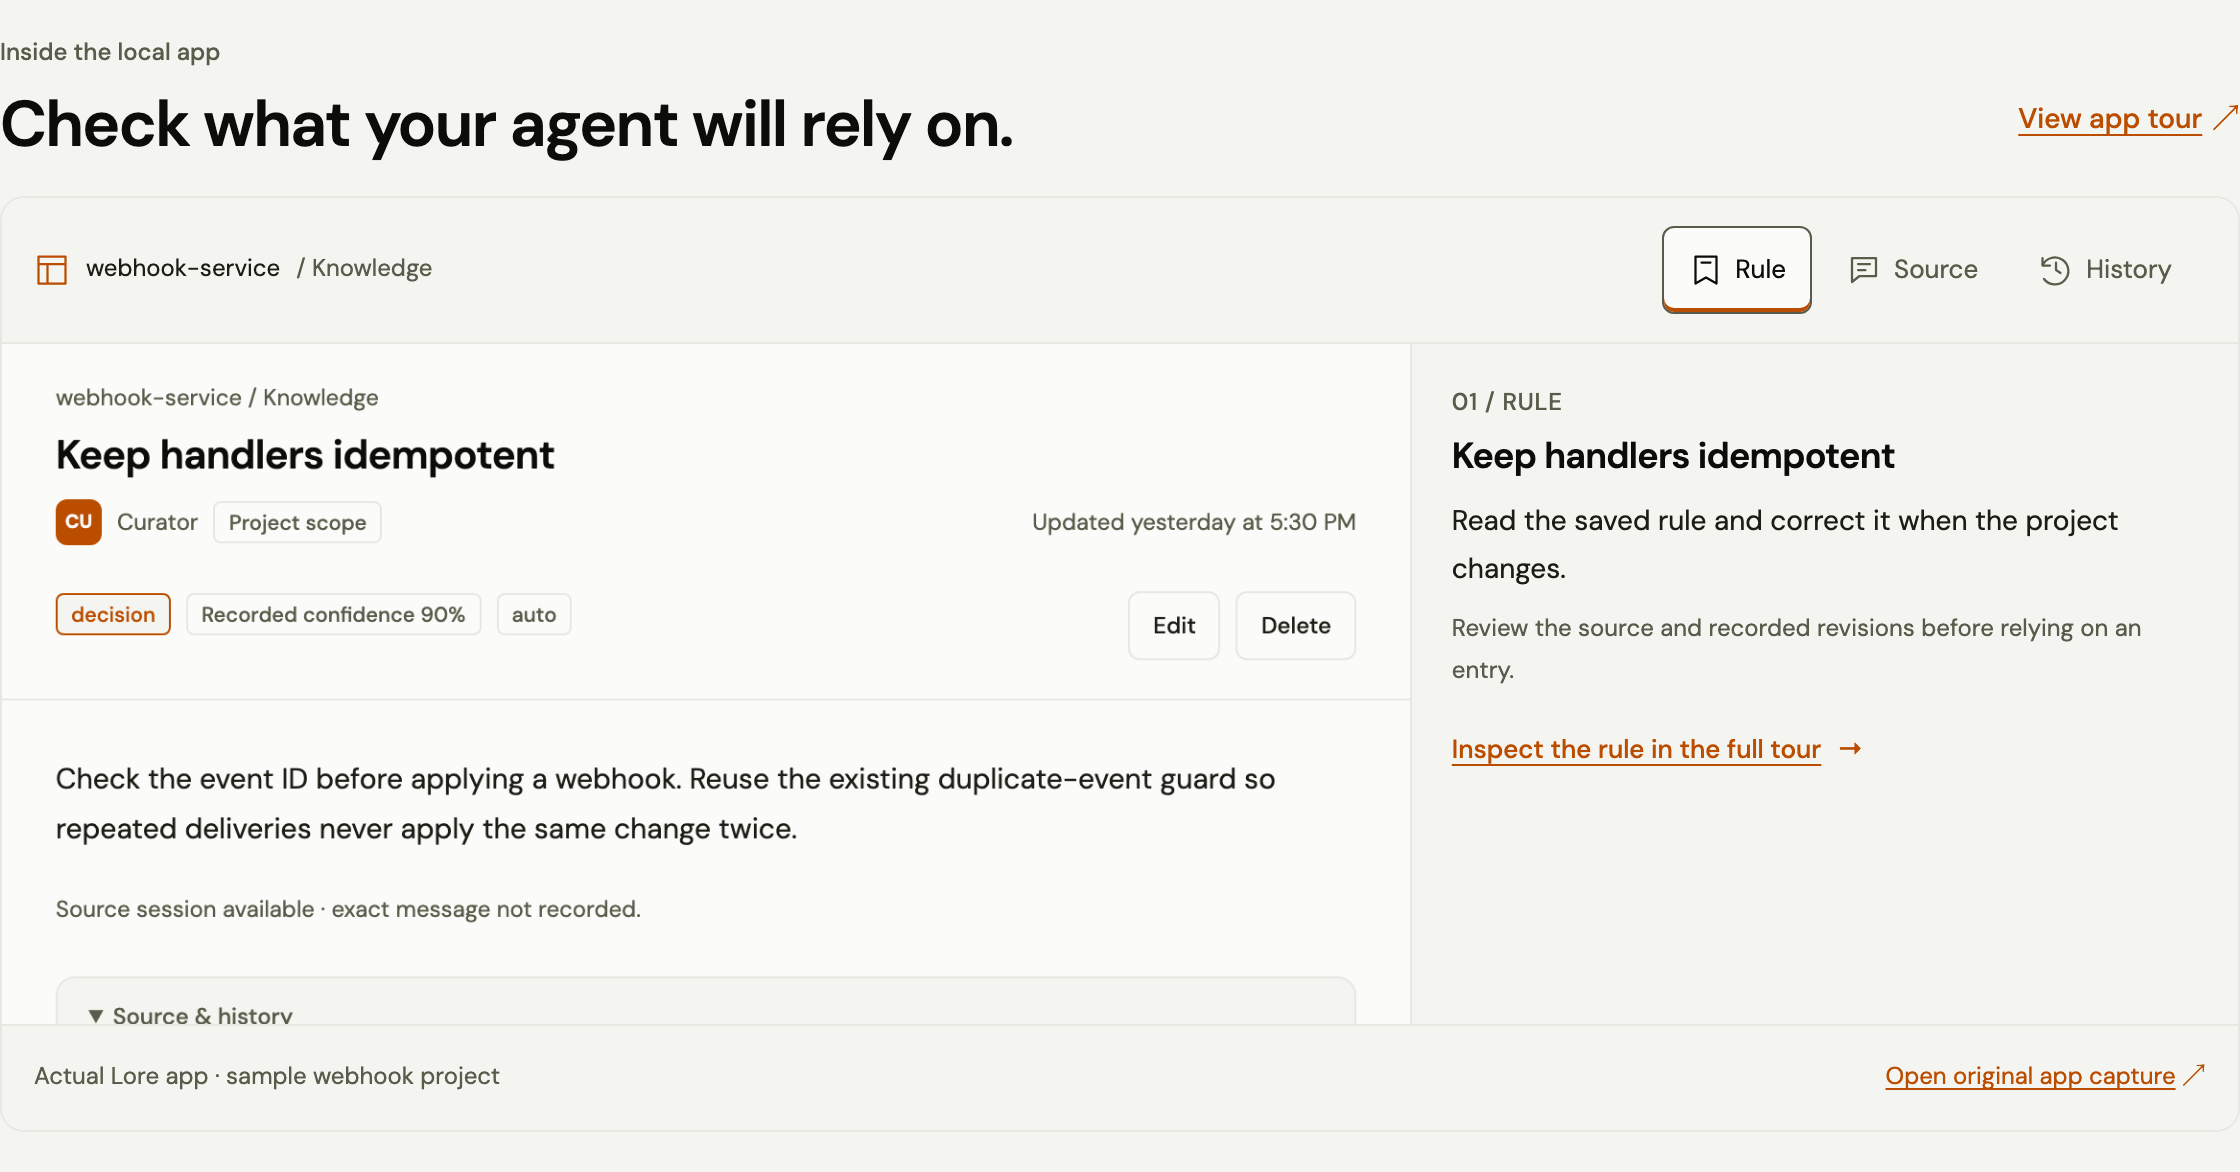 Inside the local app
Check what your agent will rely on.
View app tour
webhook-service / Knowledge
Rule
Source
History
webhook-service / Knowledge
Keep handlers idempotent
CU Curator Project scope
Updated yesterday at 5:30 PM
decision Recorded confidence 90% auto
Edit Delete
Check the event ID before applying a webhook. Reuse the existing duplicate-event guard so
repeated deliveries never apply the same change twice.
Source session available · exact message not recorded.
▼ Source & history
01 / RULE
Keep handlers idempotent
Read the saved rule and correct it when the project
changes.
Review the source and recorded revisions before relying on an
entry.
Inspect the rule in the full tour →
Actual Lore app · sample webhook project
Open original app capture